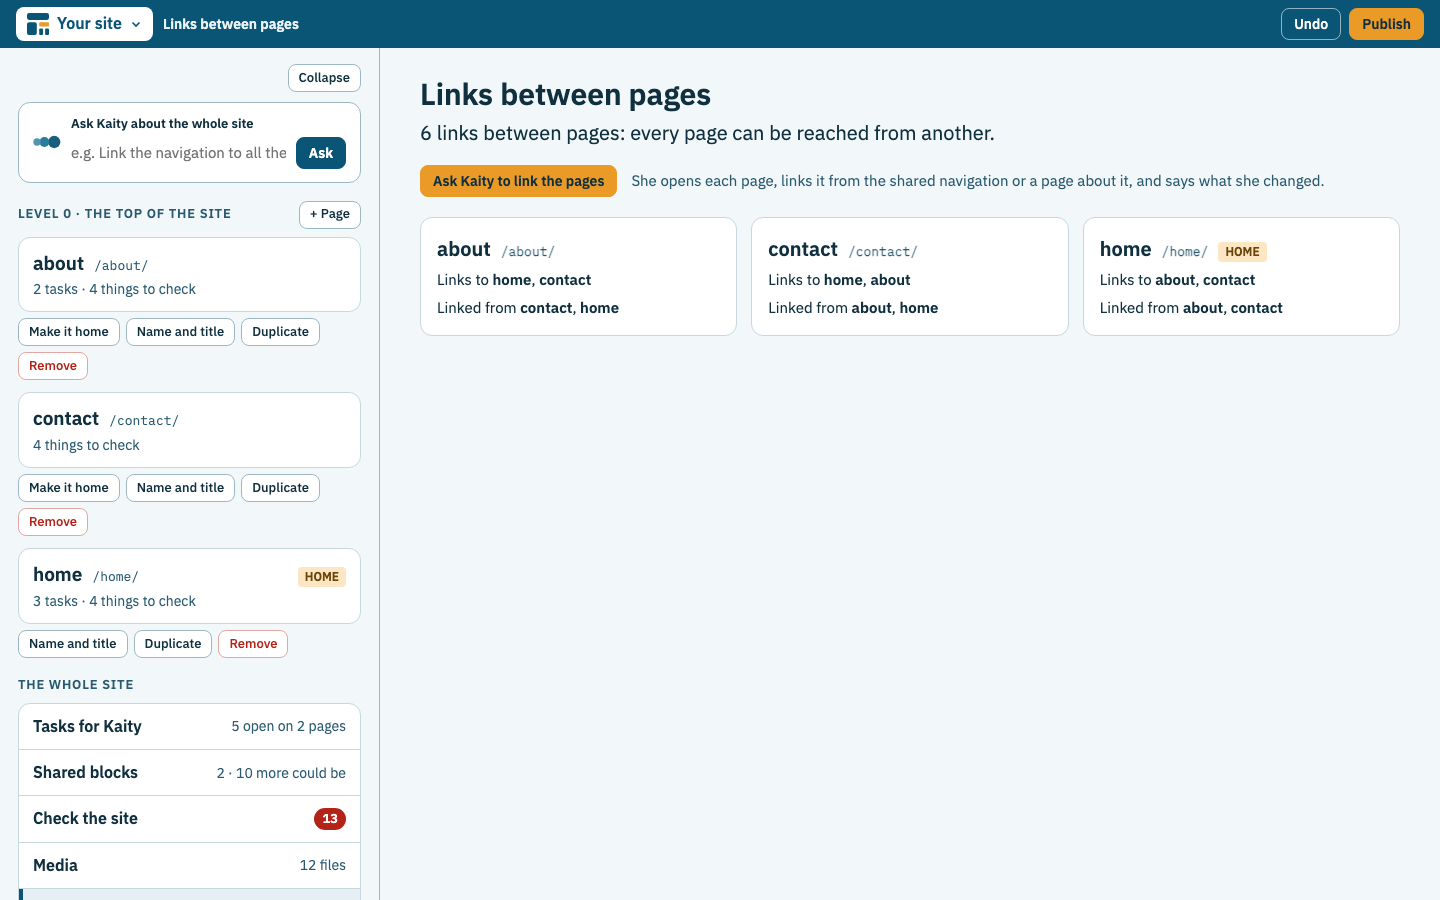 Your site
Links between pages
Undo
Publish
Collapse
Ask Kaity about the whole site
e.g. Link the navigation to all the
Ask
LEVEL 0 · THE TOP OF THE SITE
+ Page
about /about/
2 tasks · 4 things to check
Make it home
Name and title
Duplicate
Remove
contact /contact/
4 things to check
Make it home
Name and title
Duplicate
Remove
home /home/
HOME
3 tasks · 4 things to check
Name and title
Duplicate
Remove
THE WHOLE SITE
Tasks for Kaity
5 open on 2 pages
Shared blocks
2 · 10 more could be
Check the site
13
Media
12 files
Links between pages
6 links between pages: every page can be reached from another.
Ask Kaity to link the pages
She opens each page, links it from the shared navigation or a page about it, and says what she changed.
about /about/
Links to home, contact
Linked from contact, home
contact /contact/
Links to home, about
Linked from about, home
home /home/ HOME
Links to about, contact
Linked from about, contact